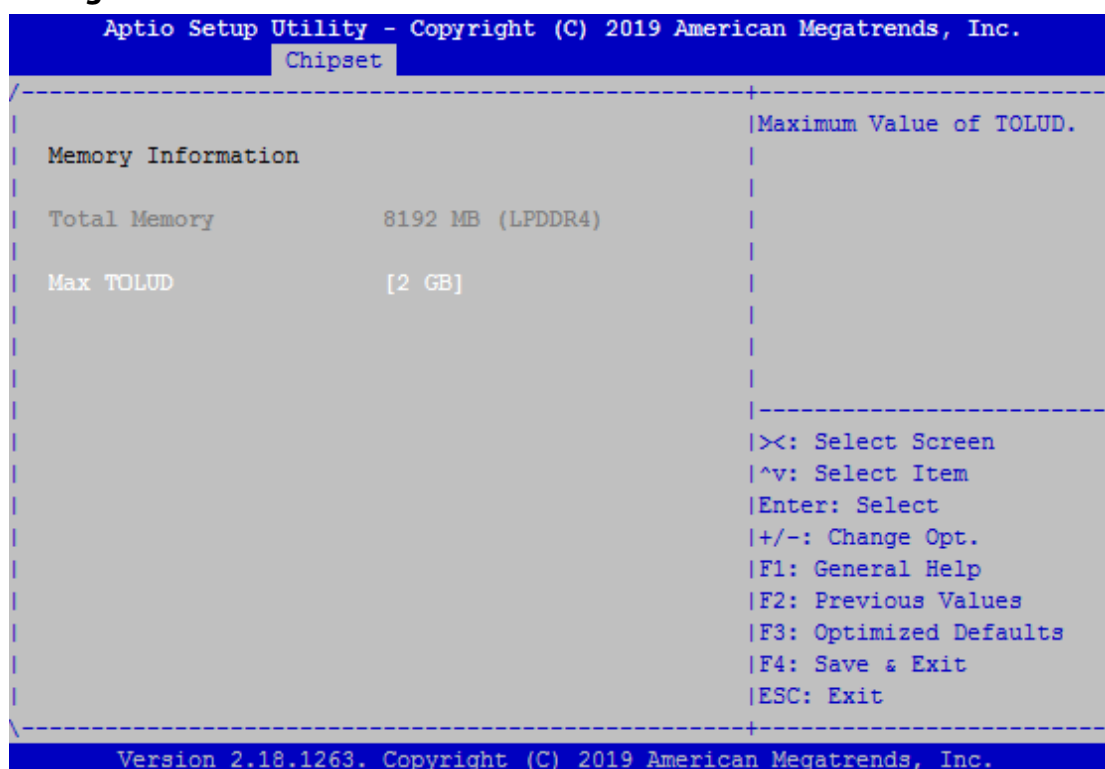 Aptio Setup Utility - Copyright (C) 2019 American Megatrends, Inc.
Chipset
/----------------------------------------------------+--------------------------
|Maximum Value of TOLUD.
Memory Information
Total Memory 8192 MB (LPDDR4)
Max TOLUD [2 GB]
|--------------------------
|><: Select Screen
|^v: Select Item
|Enter: Select
|+/-: Change Opt.
|F1: General Help
|F2: Previous Values
|F3: Optimized Defaults
|F4: Save & Exit
|ESC: Exit
\----------------------------------------------------+--------------------------
Version 2.18.1263. Copyright (C) 2019 American Megatrends, Inc.